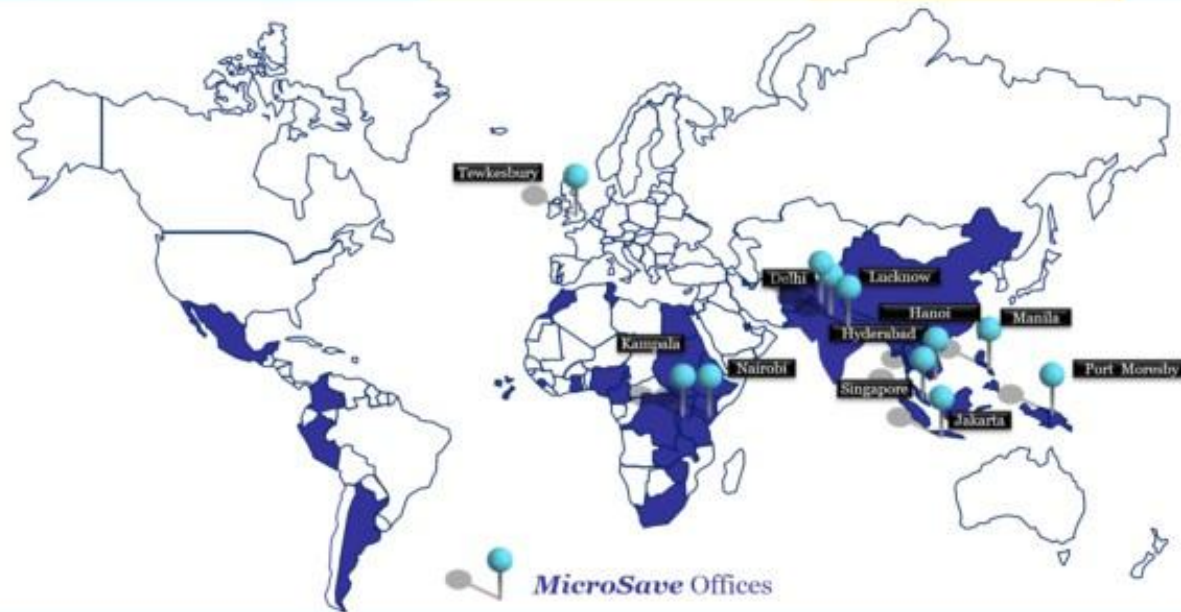 Tewkesbury
Delhi
Lucknow
Hanoi
Manila
Hyderabad
Kampala
Nairobi
Singapore
Port Moresby
Jakarta
MicroSave Offices